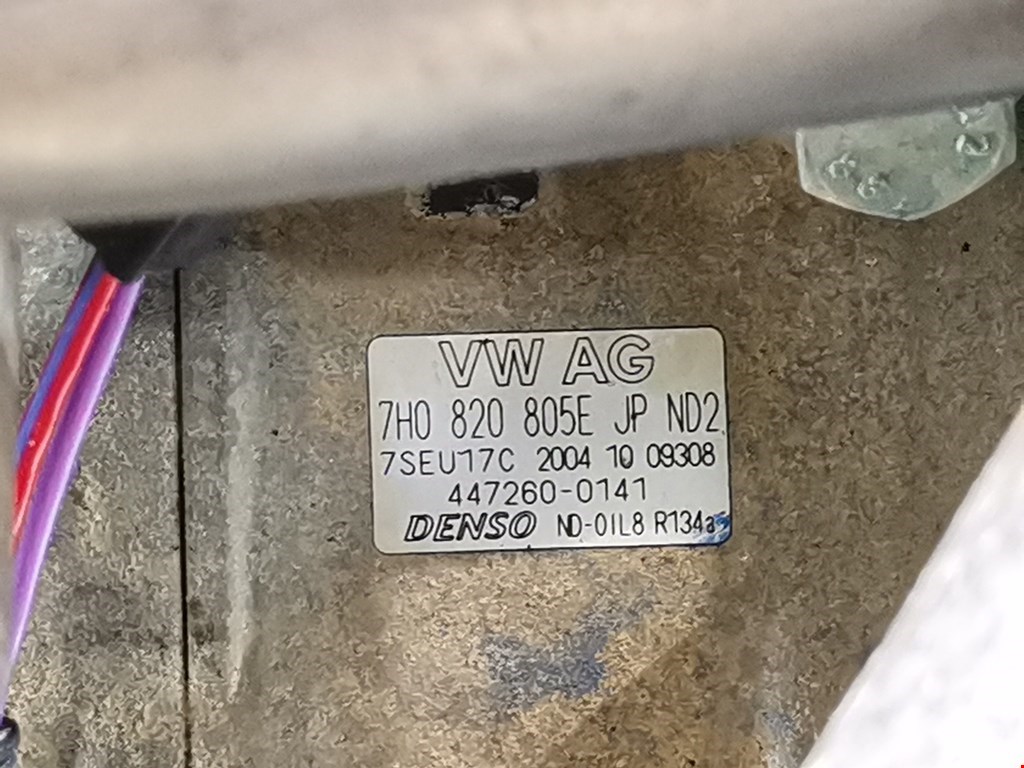 VW AG
7H0 820 805E JP ND2
7SEU17C 2004 10 09308
447260-0141
DENSO ND-OIL8 R134a